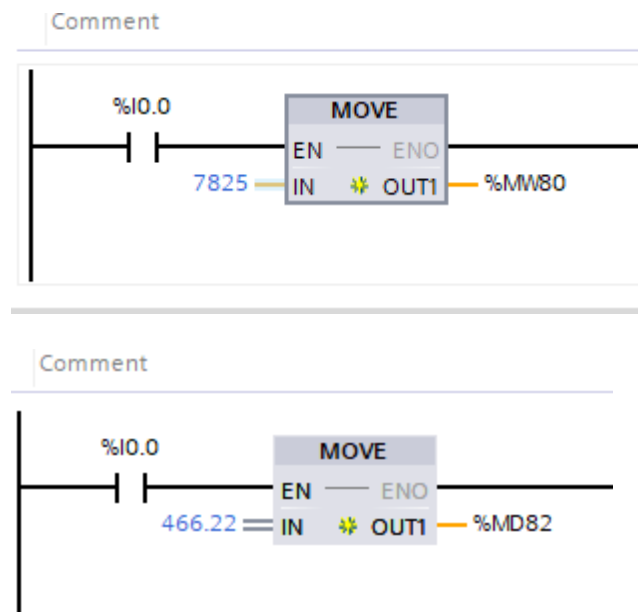 Comment
%I0.0 MOVE
EN ENO
7825 IN OUT1 %MW80
Comment
%I0.0 MOVE
EN ENO
466.22 IN OUT1 %MD82